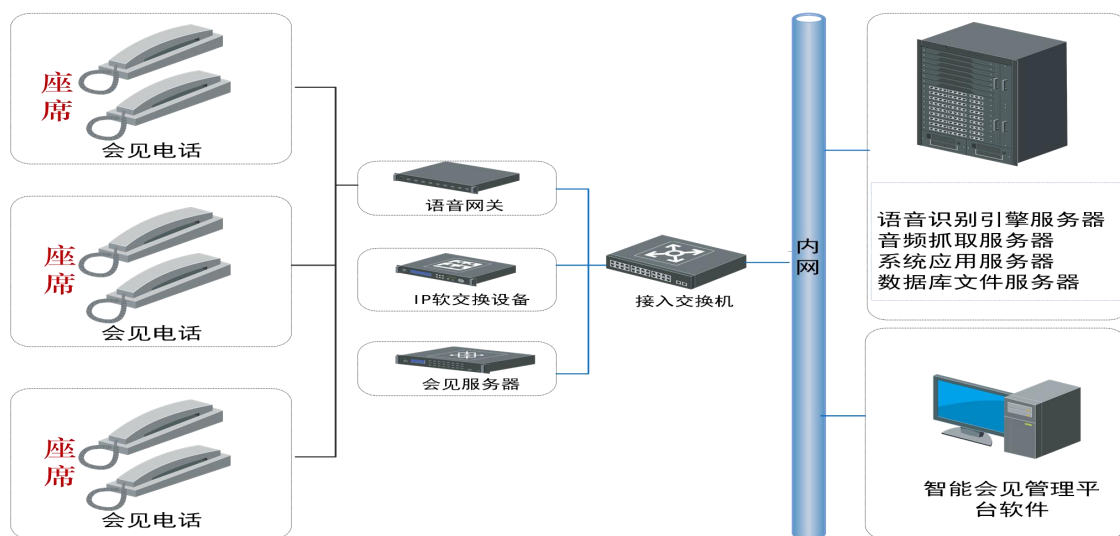 座
席
会见电话
座
席
会见电话
座
席
会见电话
语音网关
IP软交换设备
会见服务器
接入交换机
内
网
语音识别引擎服务器
音频抓取服务器
系统应用服务器
数据库文件服务器
智能会见管理平
台软件